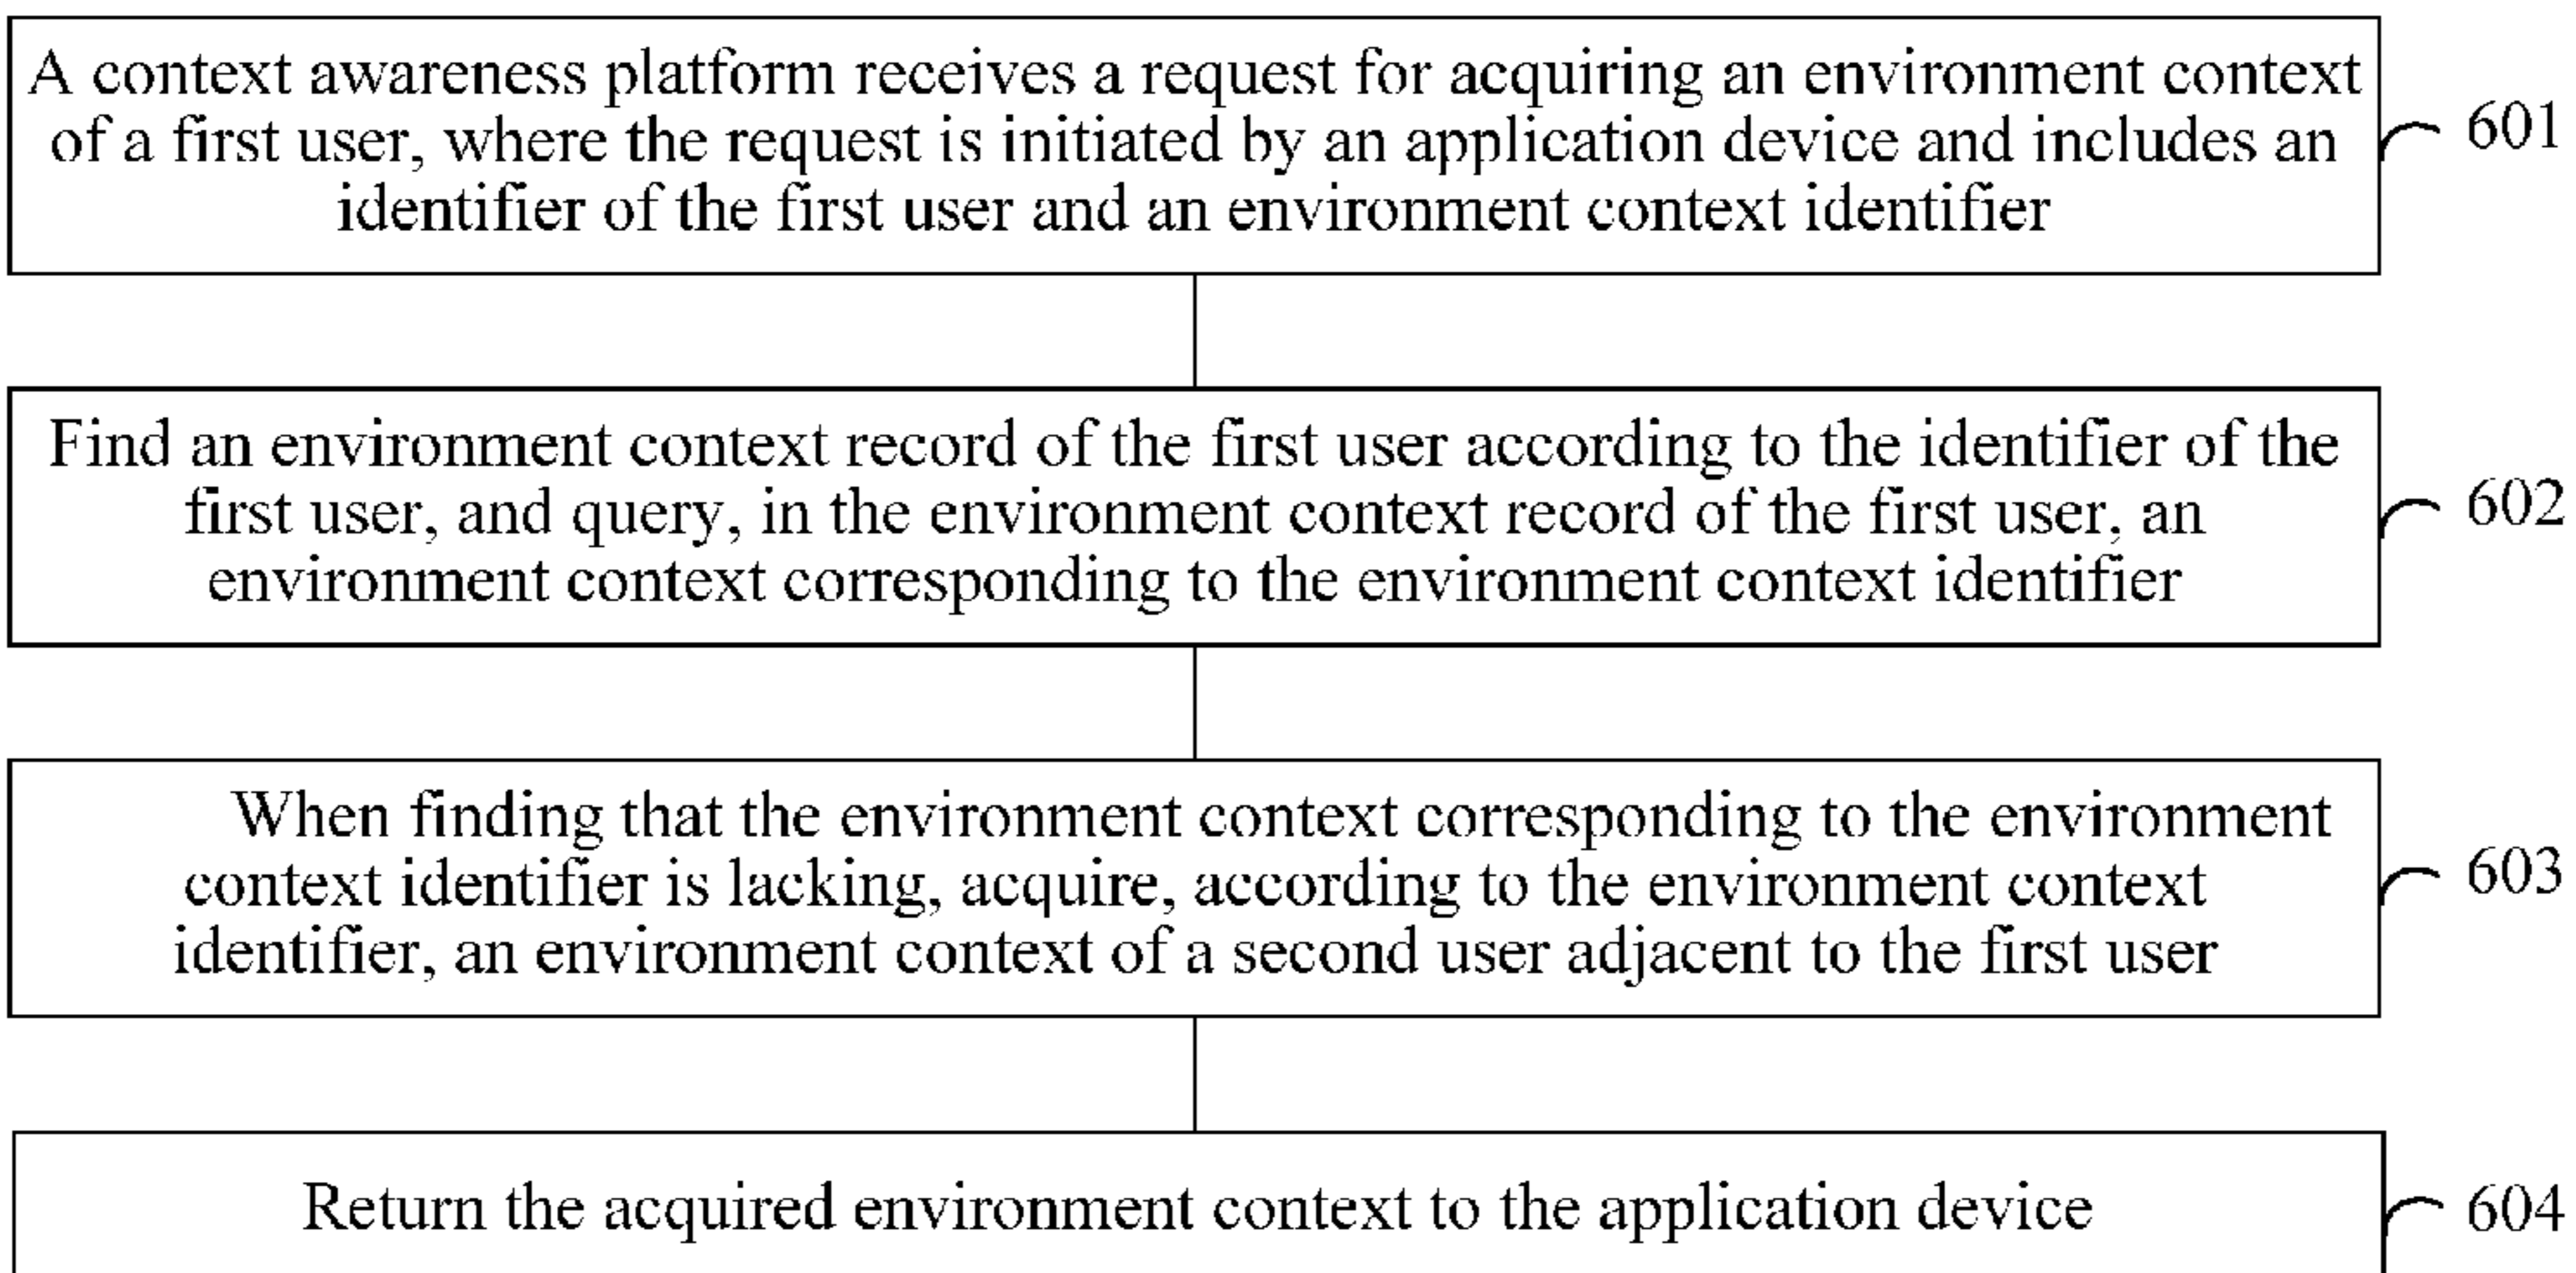 A context awareness platform receives a request for acquiring an environment context
of a first user, where the request is initiated by an application device and includes an
identifier of the first user and an environment context identifier
601
Find an environment context record of the first user according to the identifier of the
first user, and query, in the environment context record of the first user, an
environment context corresponding to the environment context identifier
602
When finding that the environment context corresponding to the environment
context identifier is lacking, acquire, according to the environment context
identifier, an environment context of a second user adjacent to the first user
603
Return the acquired environment context to the application device
604